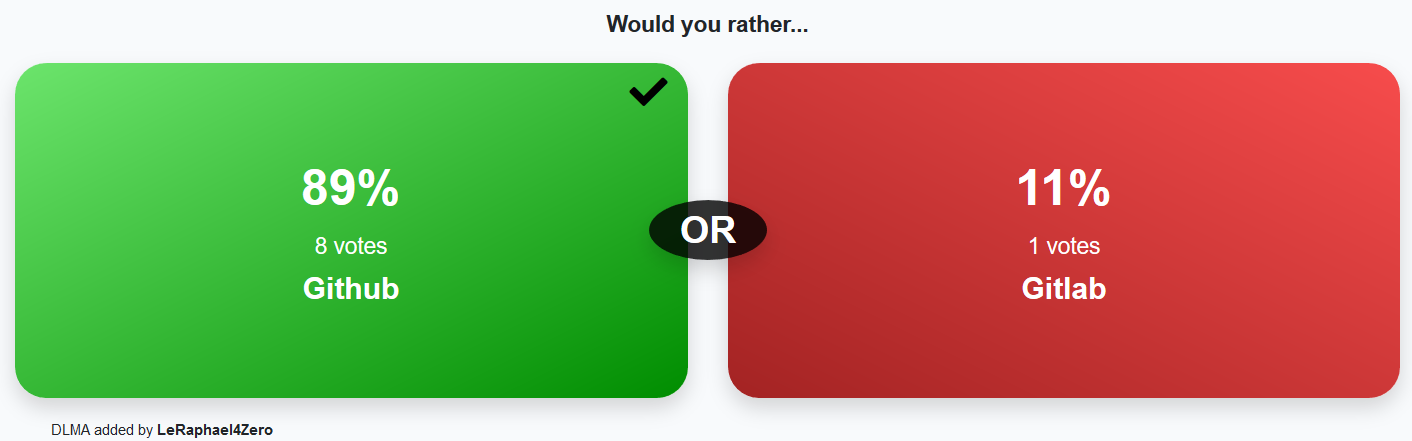 Would you rather...
89%
8 votes
Github
OR
11%
1 votes
Gitlab
DLMA added by LeRaphael4Zero